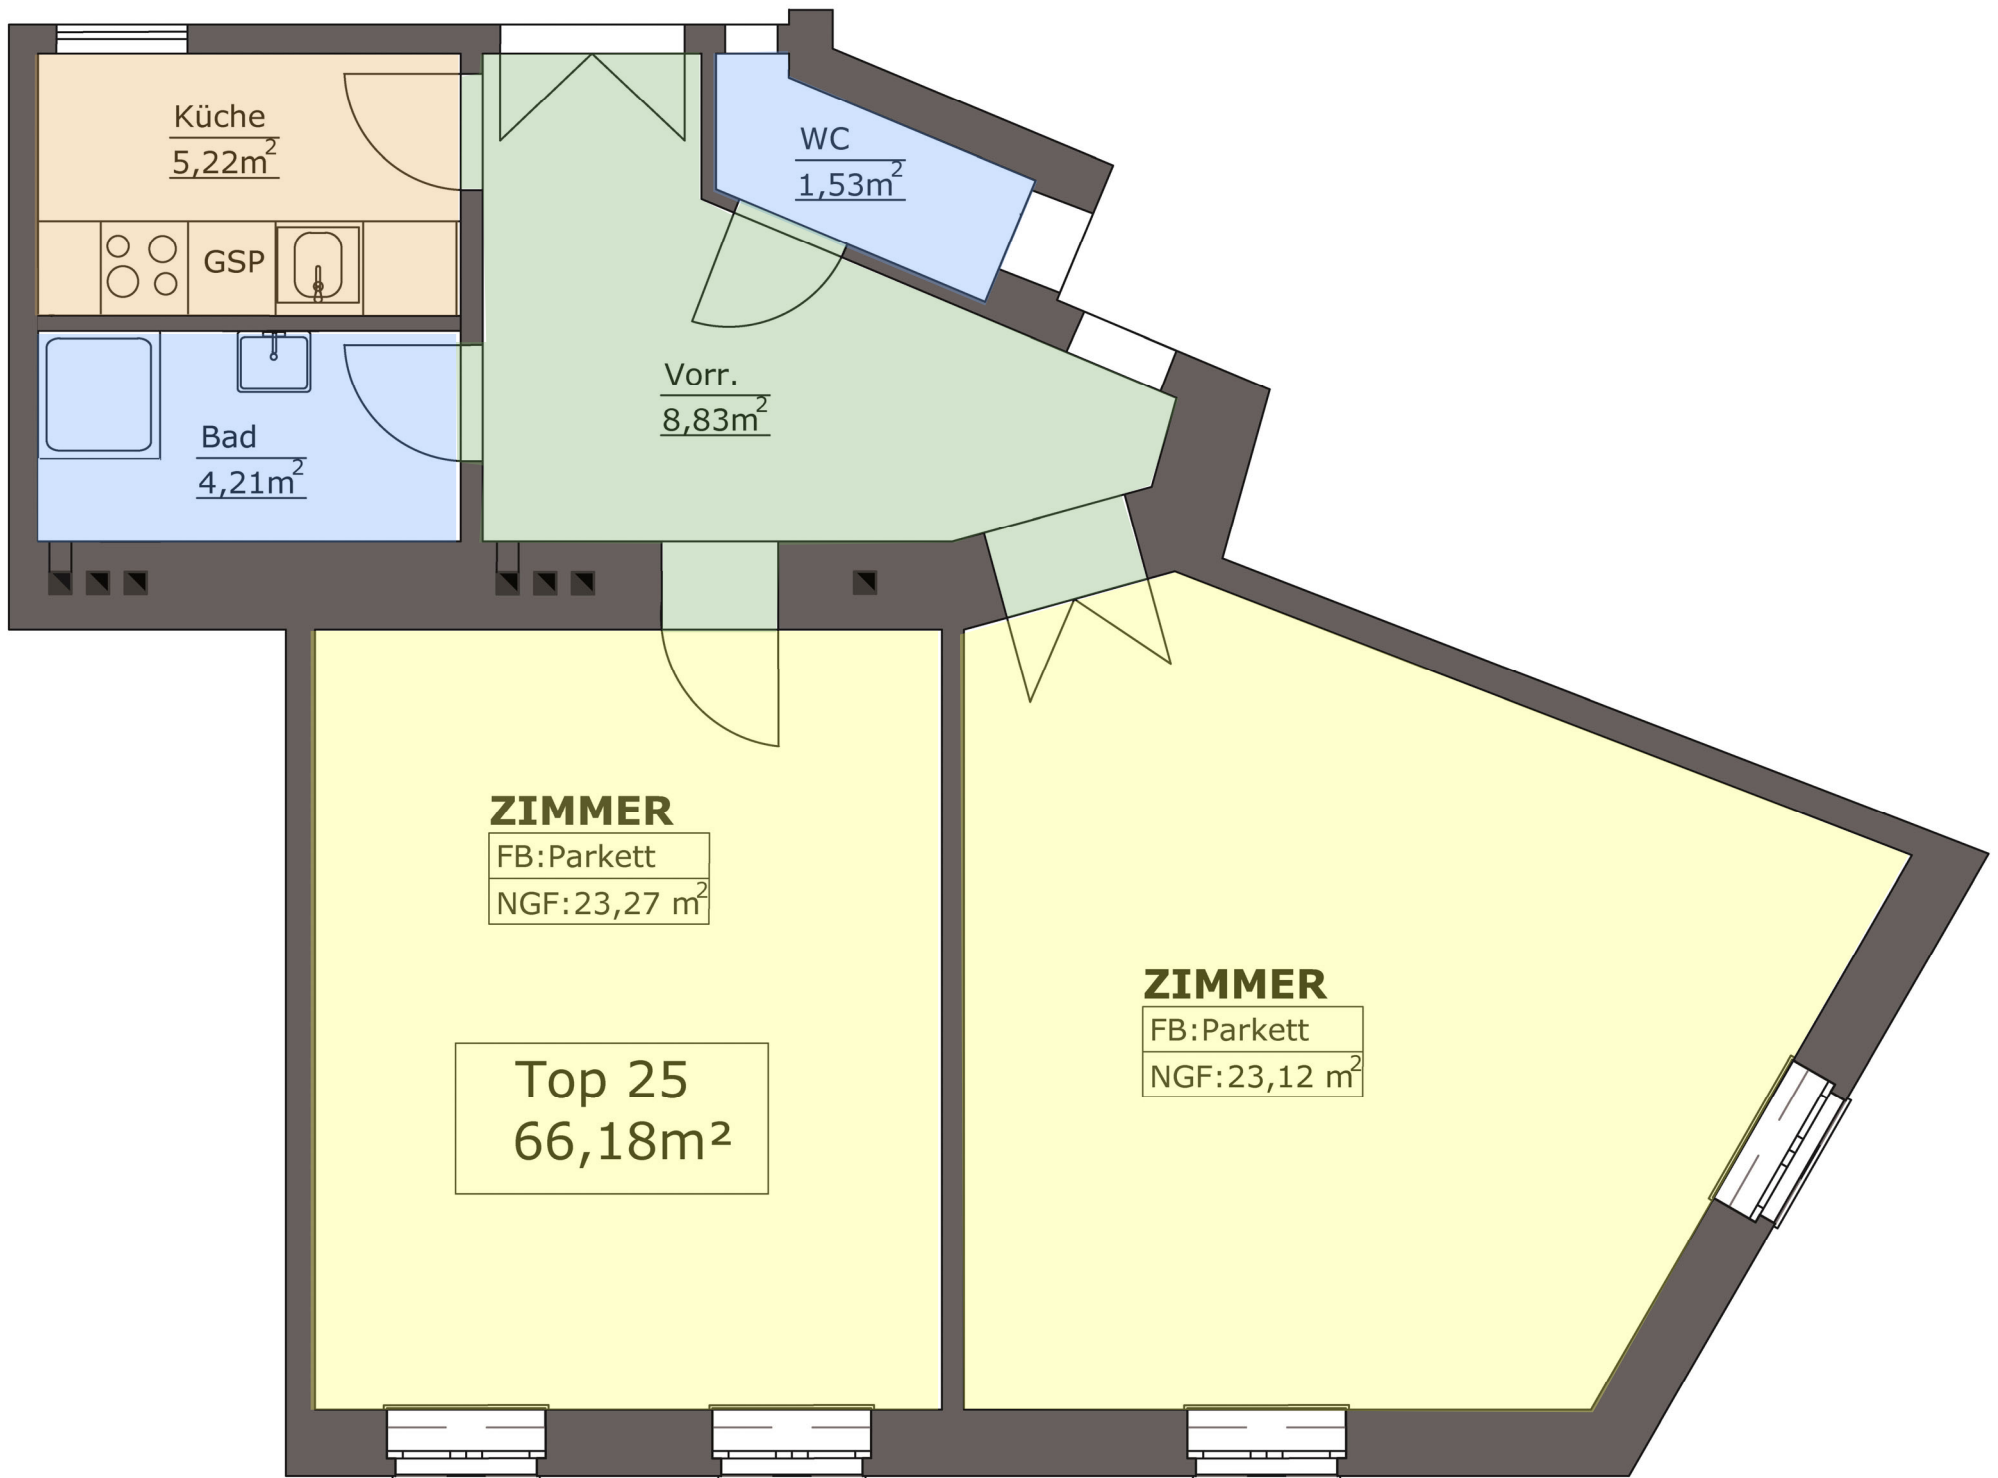 Küche
5,22m²
WC
1,53m²
GSP
Vorr.
8,83m²
Bad
4,21m²
ZIMMER
FB:Parkett
NGF:23,27 m²
ZIMMER
FB:Parkett
NGF:23,12 m²
Top 25
66,18m²